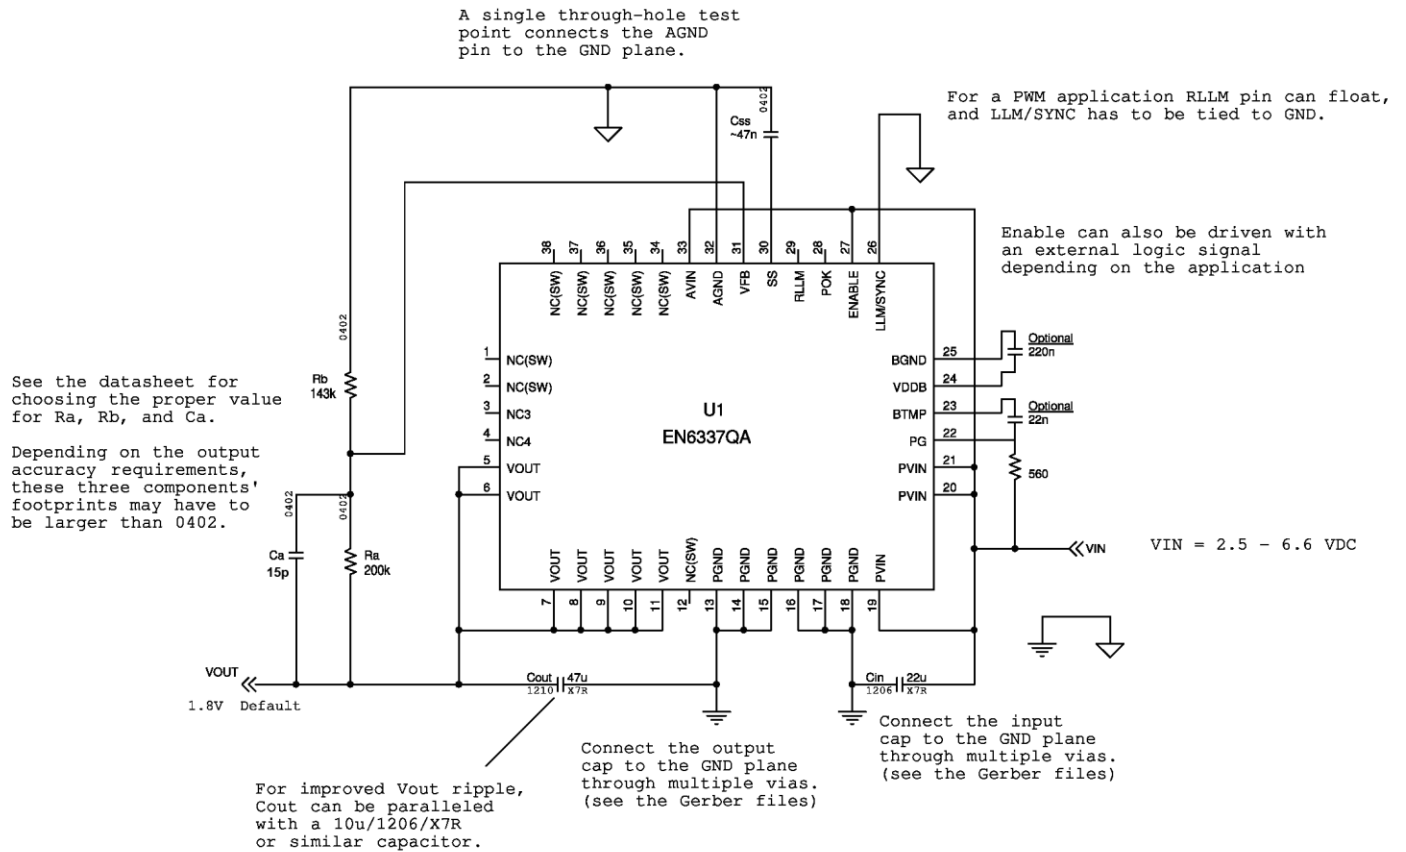 A single through-hole test
point connects the AGND
pin to the GND plane.
For a PWM application RLLM pin can float,
and LLM/SYNC has to be tied to GND.
0402
Css
~47n
Enable can also be driven with
an external logic signal
depending on the application
38
37
36
35
34
33
32
31
30
29
28
27
26
NC(SW)
NC(SW)
NC(SW)
NC(SW)
NC(SW)
AVIN
AGND
VFB
SS
RLLM
POK
ENABLE
LLM/SYNC
0402
Rb
143k
See the datasheet for
choosing the proper value
for Ra, Rb, and Ca.
Depending on the output
accuracy requirements,
these three components'
footprints may have to
be larger than 0402.
0402
0402
Ca
15p
Ra
200k
1 NC(SW)
2 NC(SW)
3 NC3
4 NC4
5 VOUT
6 VOUT
U1
EN6337QA
BGND 25
VDDB 24
BTMP 23
PG 22
PVIN 21
PVIN 20
Optional
220n
Optional
22n
560
VIN
VIN = 2.5 - 6.6 VDC
VOUT
VOUT
VOUT
VOUT
VOUT
NC(SW)
PGND
PGND
PGND
PGND
PGND
PGND
PVIN
7
8
9
10
11
12
13
14
15
16
17
18
19
VOUT
1.8V Default
Cout 47u
1210 X7R
Cin 22u
1206 X7R
Connect the output
cap to the GND plane
through multiple vias.
(see the Gerber files)
Connect the input
cap to the GND plane
through multiple vias.
(see the Gerber files)
For improved Vout ripple,
Cout can be paralleled
with a 10u/1206/X7R
or similar capacitor.